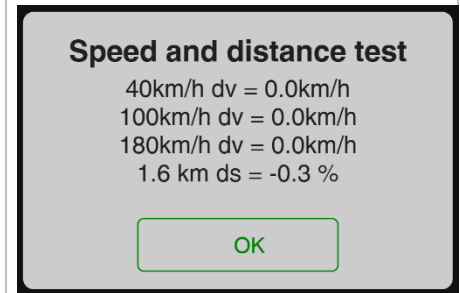 Speed and distance test
40km/h dv = 0.0km/h
100km/h dv = 0.0km/h
180km/h dv = 0.0km/h
1.6 km ds = -0.3 %
OK